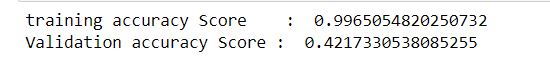 training accuracy Score    :  0.9965054820250732
Validation accuracy Score :  0.4217330538085255